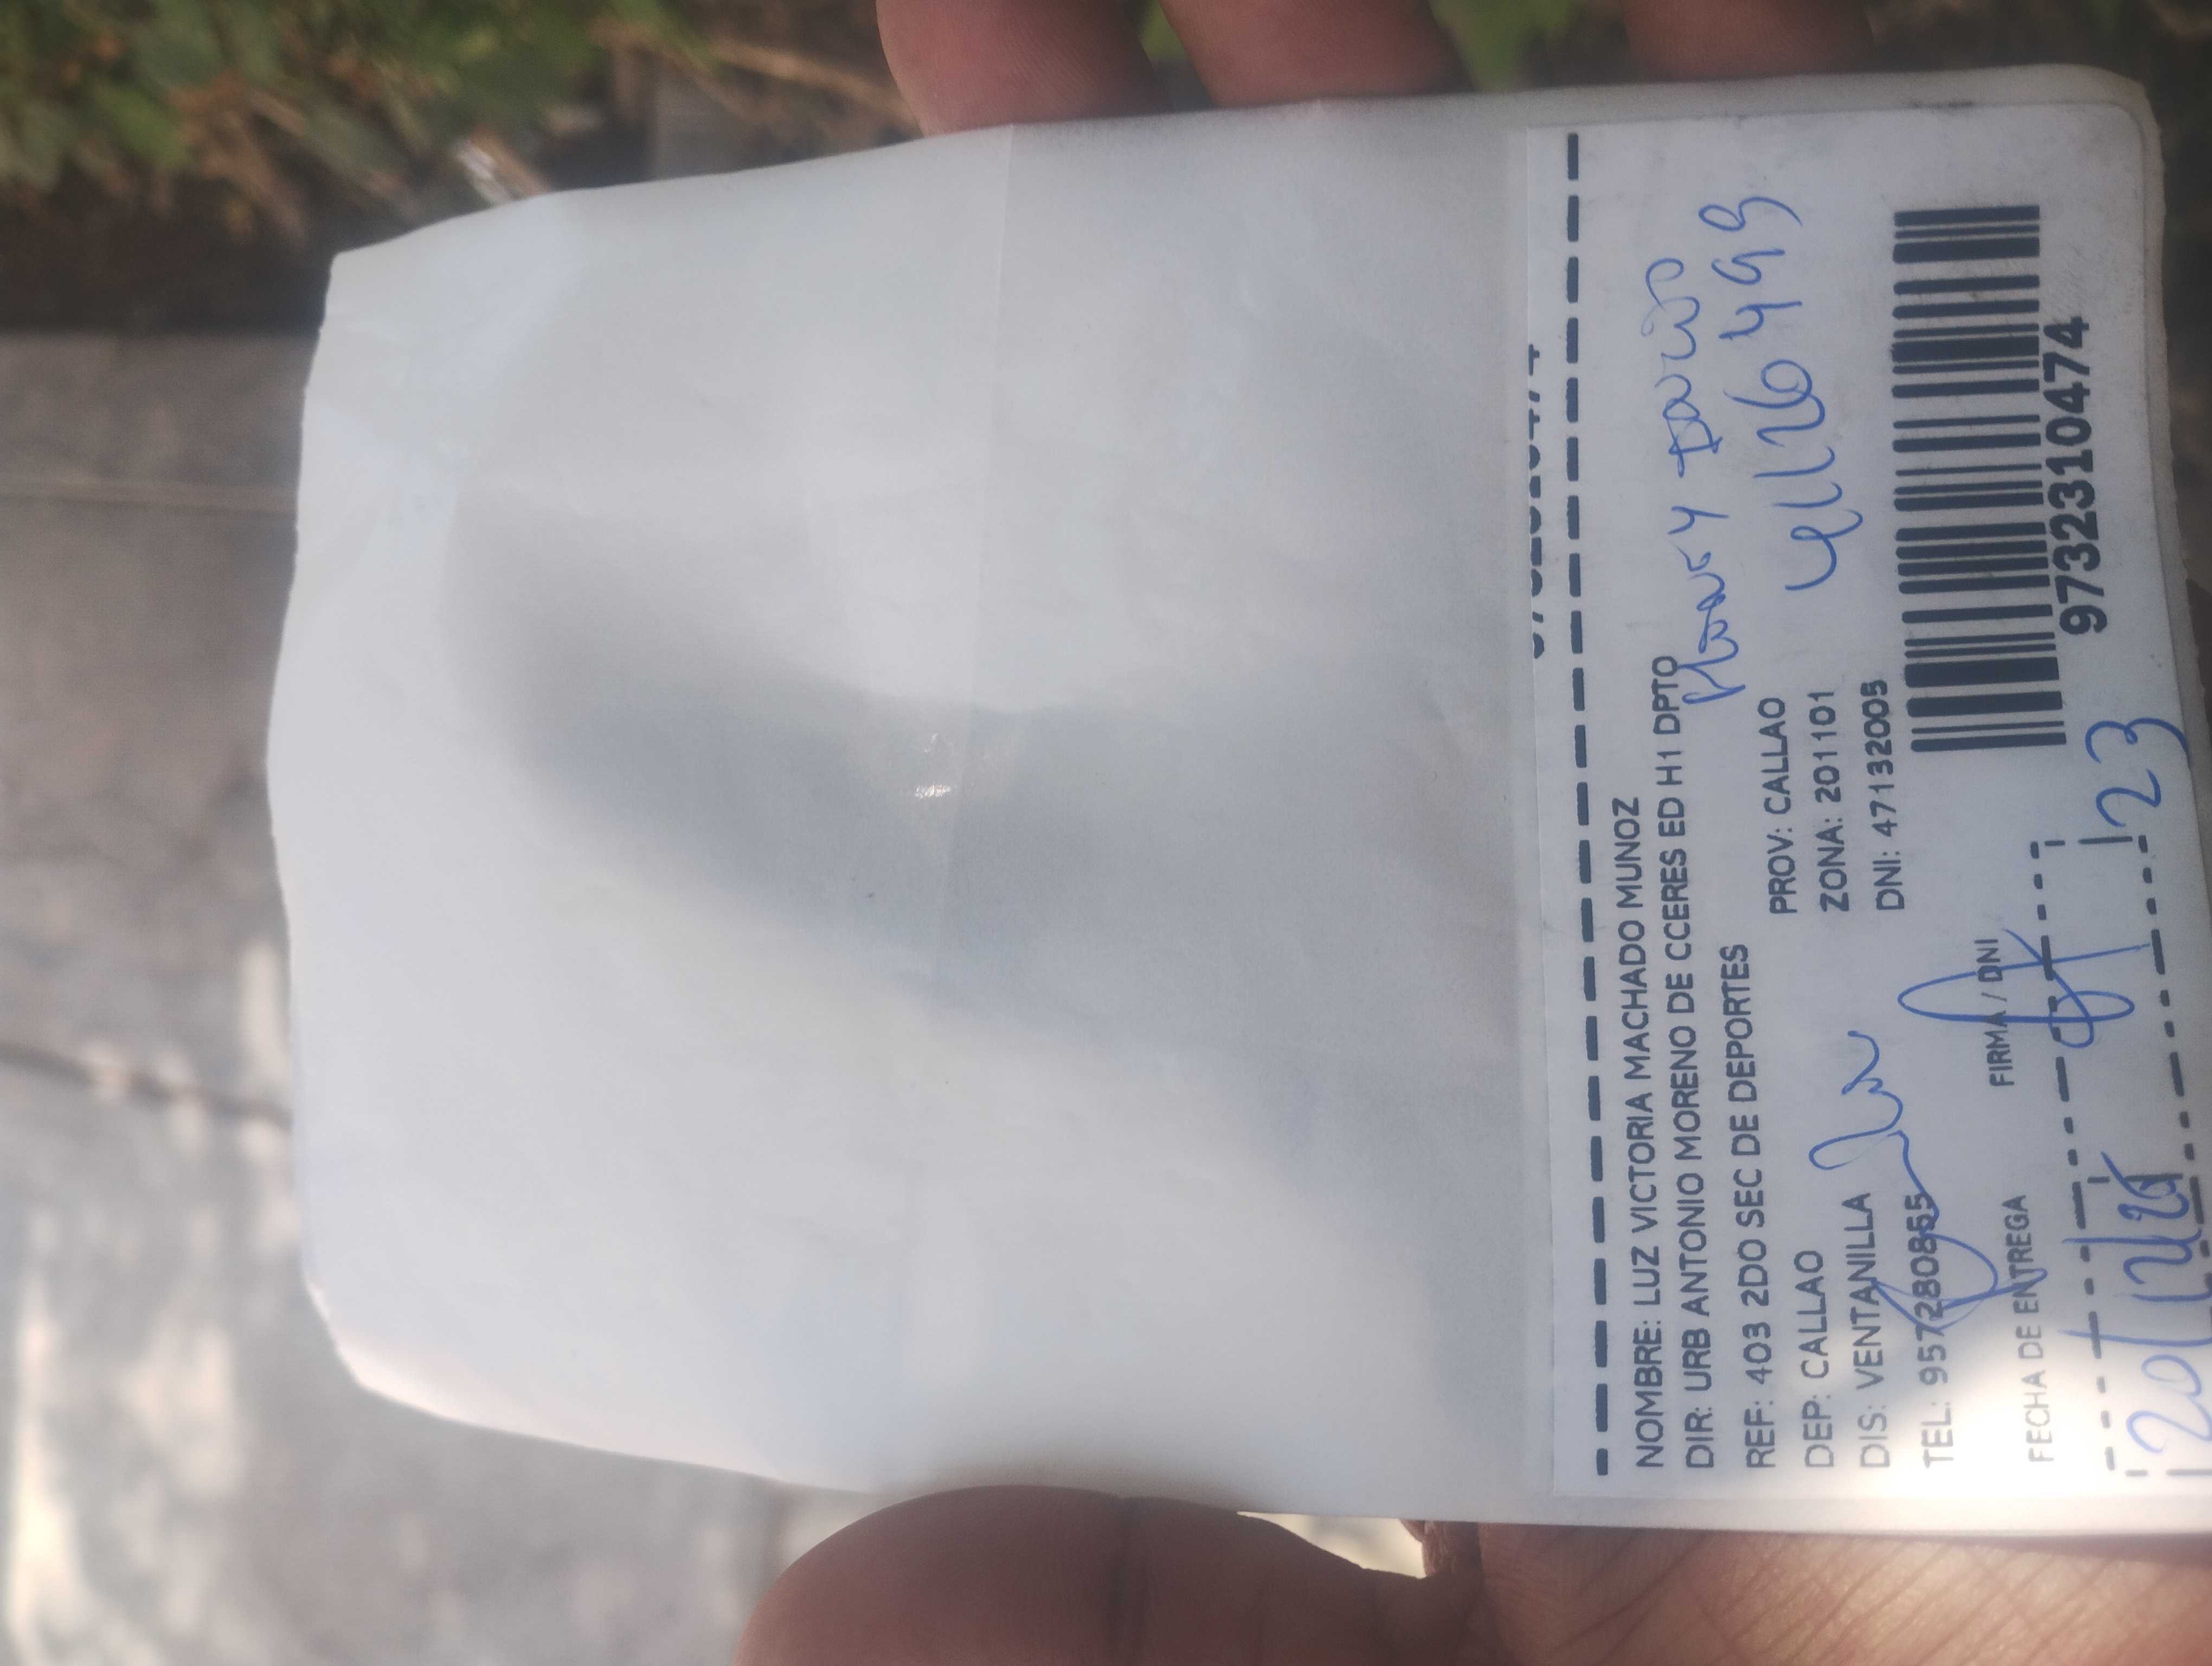 NOMBRE: LUZ VICTORIA MACHADO MUNOZ
DIR: URB ANTONIO MORENO DE CCERES ED H1 DPTO
REF: 403 2DO SEC DE DEPORTES
DEP: CALLAO PROV: CALLAO
DIS: VENTANILLA ZONA: 201101
TEL: 957280855 DNI: 47132005
41126493
FECHA DE ENTREGA FIRMA / DNI
9732310474
23